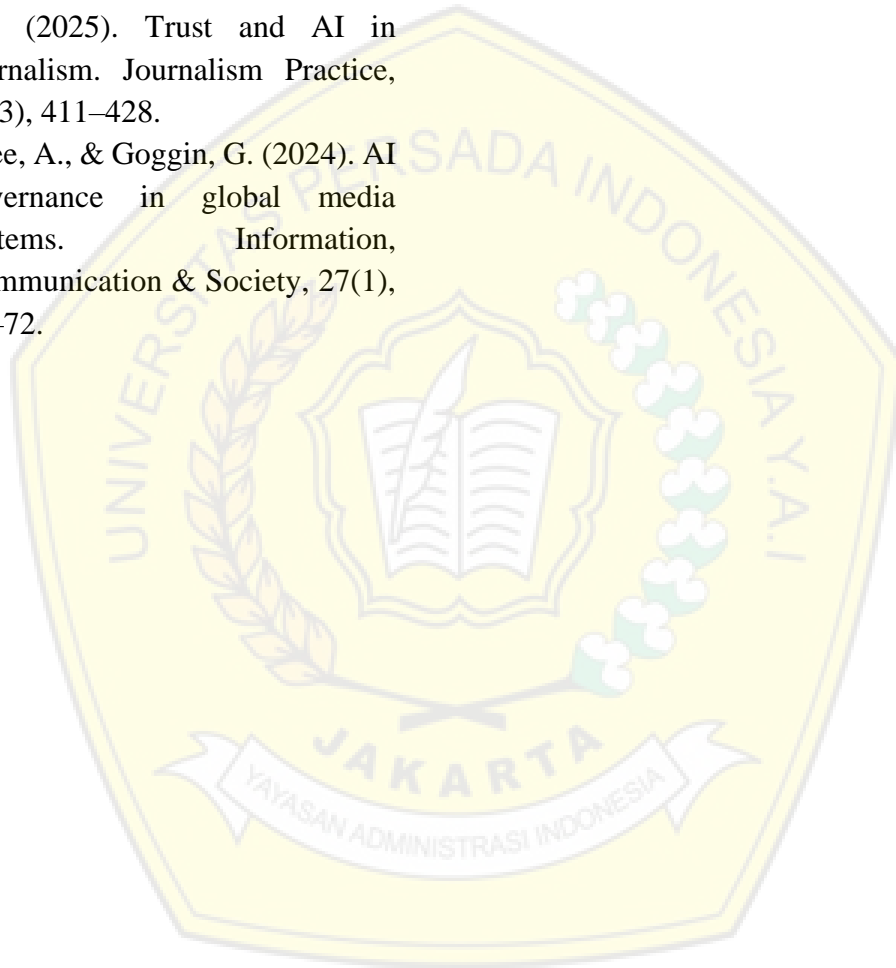 (2025). Trust and AI in
rnalism. Journalism Practice,
3), 411–428.
ee, A., & Goggin, G. (2024). AI
vernance in global media
tems. Information,
mmunication & Society, 27(1),
–72.
UNIVERSITAS PERSADA INDONESIA Y.A.I
JAKARTA
YAYASAN ADMINISTRASI INDONESIA